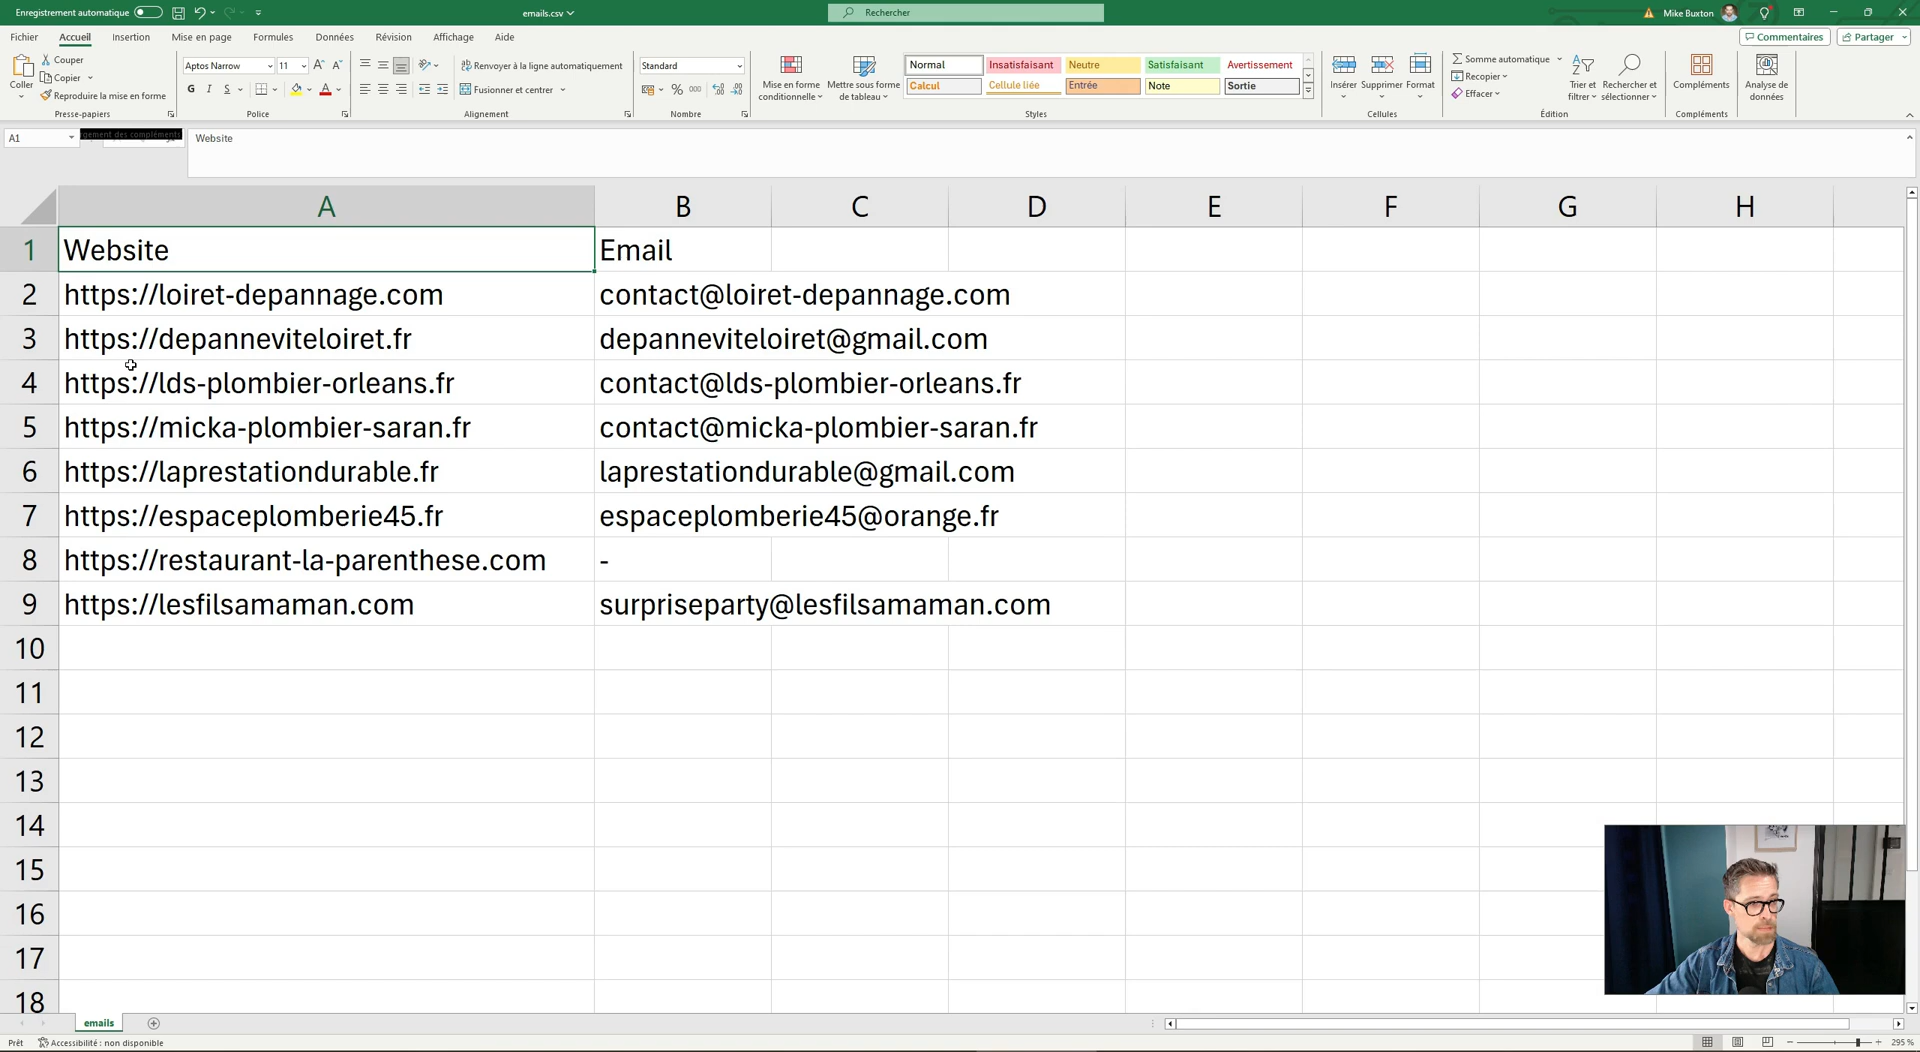 Enregistrement automatique
emails.csv
Rechercher
Mike Buxton
Fichier Accueil Insertion Mise en page Formules Données Révision Affichage Aide
Commentaires Partager
Coller
Couper
Copier
Reproduire la mise en forme
Presse-papiers
Aptos Narrow 11
G I S
Police
Renvoyer à la ligne automatiquement
Fusionner et centrer
Alignement
Standard
% 000
Nombre
Mise en forme conditionnelle
Mettre sous forme de tableau
Normal Insatisfaisant Neutre Satisfaisant Avertissement
Calcul Cellule liée Entrée Note Sortie
Styles
Insérer Supprimer Format
Cellules
Somme automatique
Recopier
Effacer
Trier et filtrer
Rechercher et sélectionner
Édition
Compléments
Compléments
Analyse de données
A1
gement des compléments
Website
A B C D E F G H
1 Website Email
2 https://loiret-depannage.com contact@loiret-depannage.com
3 https://depanneviteloiret.fr depanneviteloiret@gmail.com
4 https://lds-plombier-orleans.fr contact@lds-plombier-orleans.fr
5 https://micka-plombier-saran.fr contact@micka-plombier-saran.fr
6 https://laprestationdurable.fr laprestationdurable@gmail.com
7 https://espaceplomberie45.fr espaceplomberie45@orange.fr
8 https://restaurant-la-parenthese.com -
9 https://lesfilsamaman.com surpriseparty@lesfilsamaman.com
10
11
12
13
14
15
16
17
18
emails
Prêt Accessibilité : non disponible
295 %